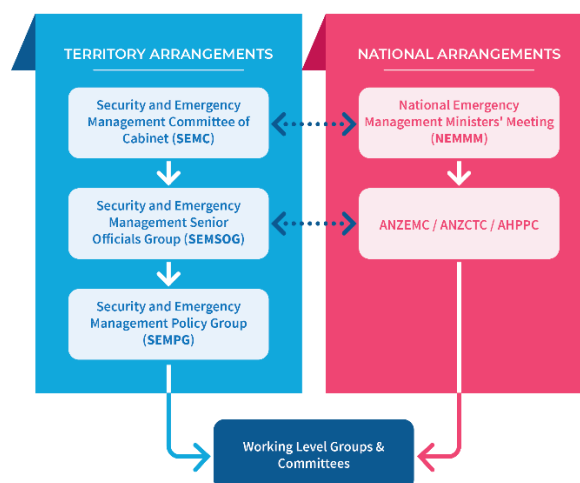 TERRITORY ARRANGEMENTS
Security and Emergency
Management Committee of
Cabinet (SEMC)
Security and Emergency
Management Senior
Officials Group (SEMSOG)
Security and Emergency
Management Policy Group
(SEMPG)
NATIONAL ARRANGEMENTS
National Emergency
Management Ministers' Meeting
(NEMMM)
ANZEMC / ANZCTC / AHPPC
Working Level Groups &
Committees